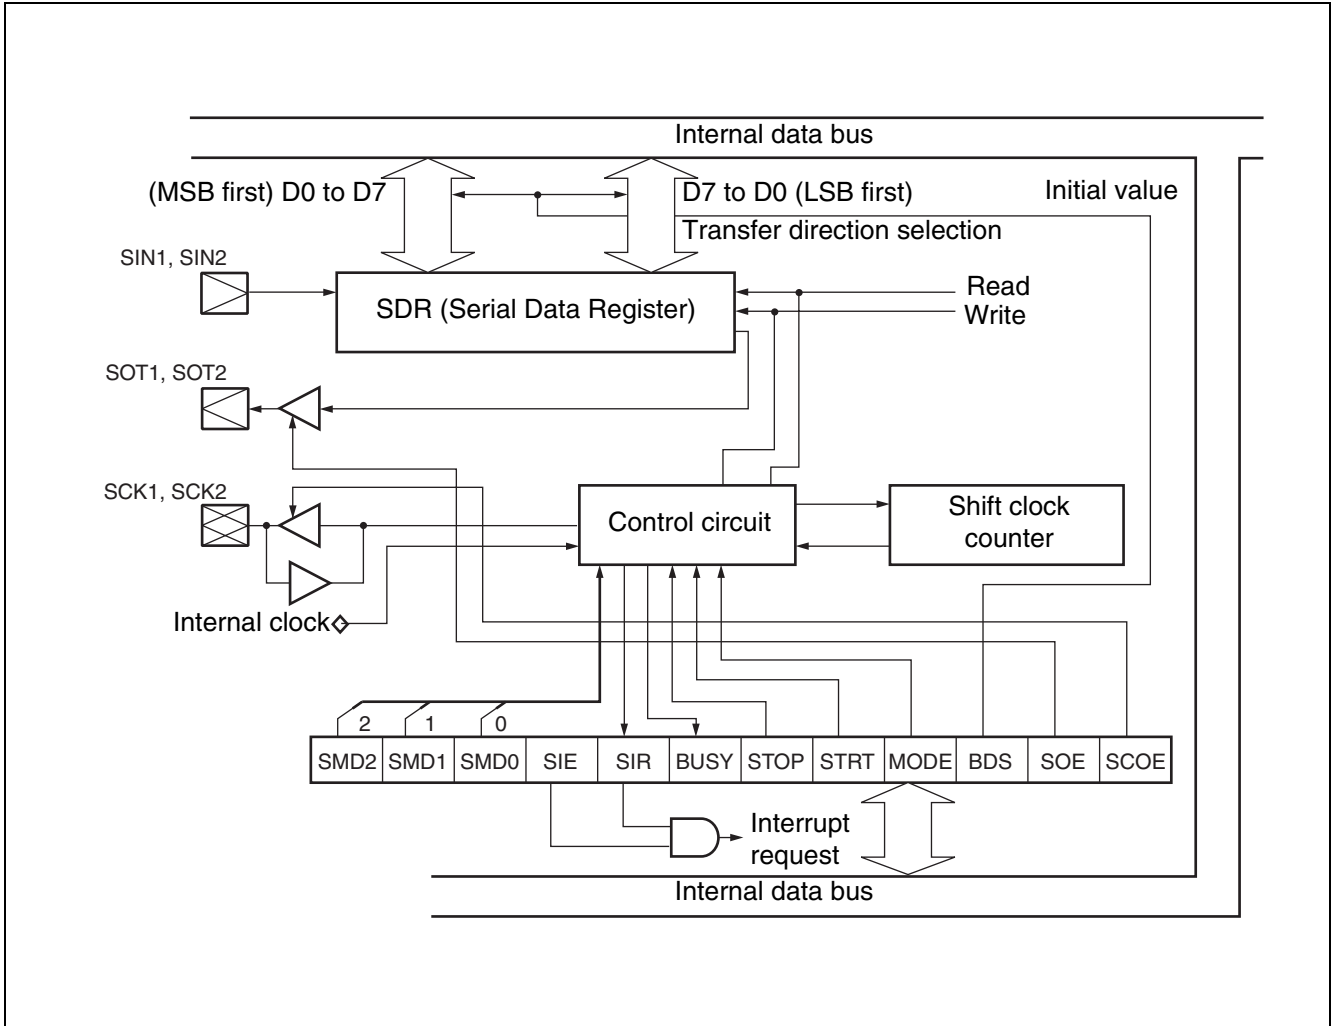 Internal data bus
(MSB first) D0 to D7
D7 to D0 (LSB first)
Initial value
Transfer direction selection
SIN1, SIN2
SDR (Serial Data Register)
Read
Write
SOT1, SOT2
SCK1, SCK2
Control circuit
Shift clock
counter
Internal clock
2 1 0
SMD2 SMD1 SMD0 SIE SIR BUSY STOP STRT MODE BDS SOE SCOE
Interrupt
request
Internal data bus